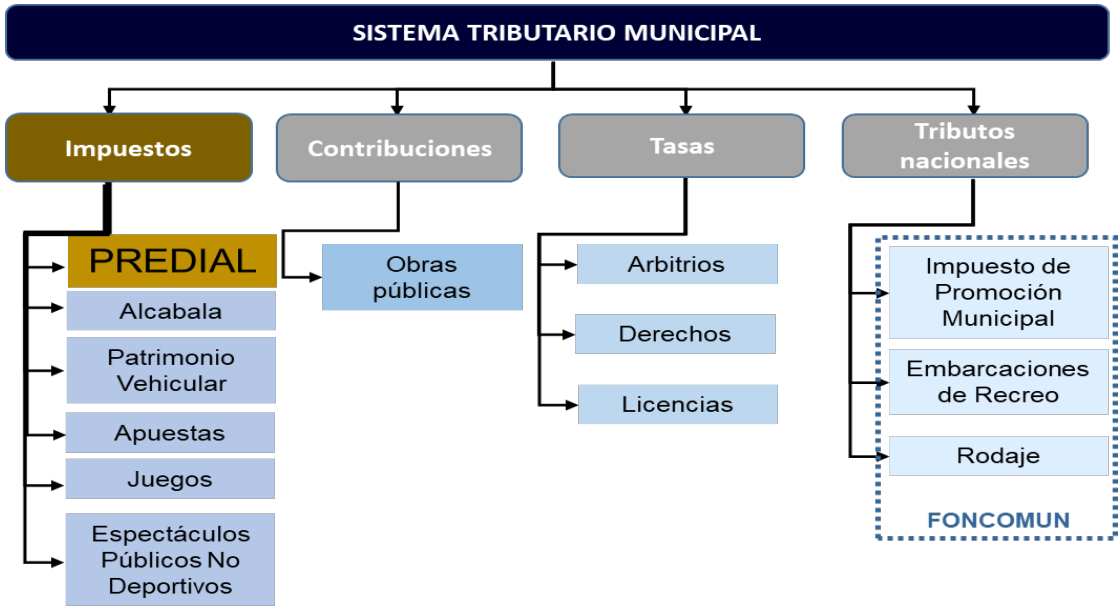 SISTEMA TRIBUTARIO MUNICIPAL
Impuestos
Contribuciones
Tasas
Tributos
nacionales
PREDIAL
Alcabala
Patrimonio
Vehicular
Apuestas
Juegos
Espectáculos
Públicos No
Deportivos
Obras
públicas
Arbitrios
Derechos
Licencias
Impuesto de
Promoción
Municipal
Embarcaciones
de Recreo
Rodaje
FONCOMUN